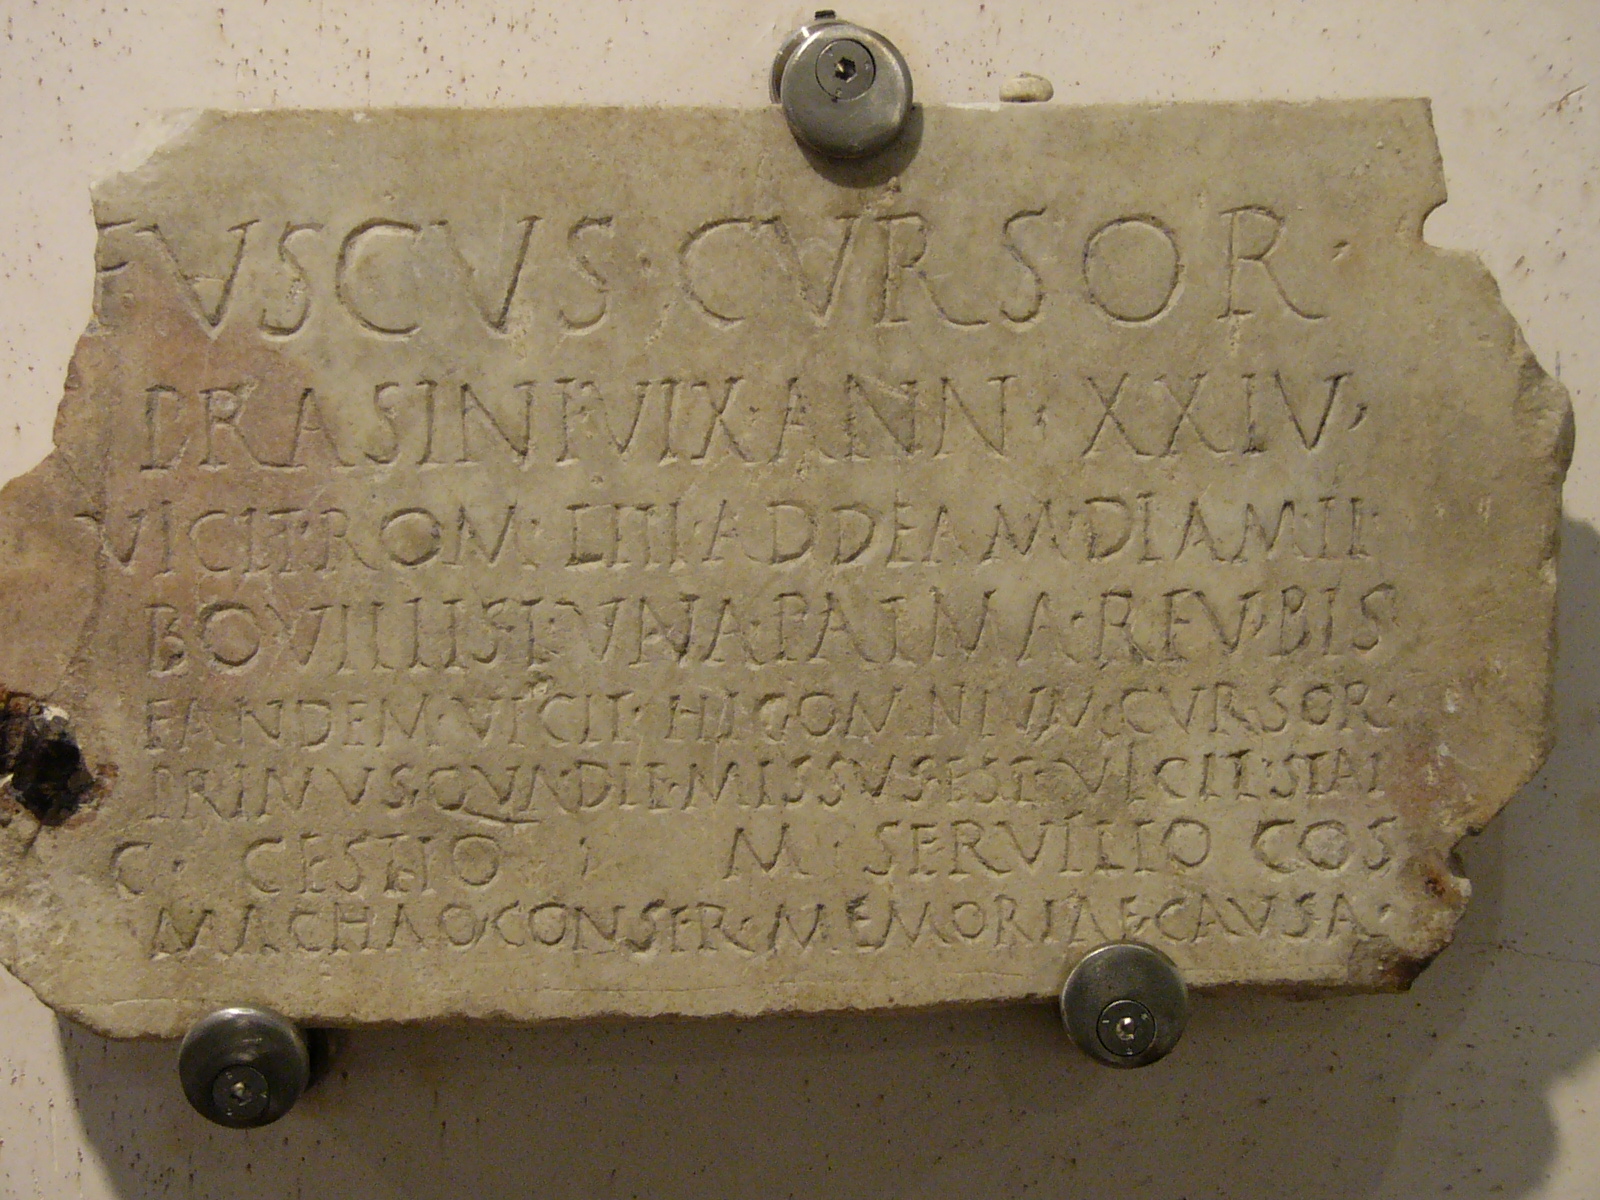 FVSCVS · CVRSOR ·
PRASINI · VIX · ANN · XXIV ·
VICIT · ROM · LIII · AD DEAM · DIAM · II ·
BOVILLIS · I · VNA · PALMA · REV · BIS
EANDEM · VICIT · HIC OMNIVM · CVRSOR ·
PRIMVS · QVA · DIE · MISSVS · EST · VICIT · STAT
C · CESTIO · M · SERVILIO COS
MACHAO CONSER · MEMORIAE · CAVSA ·